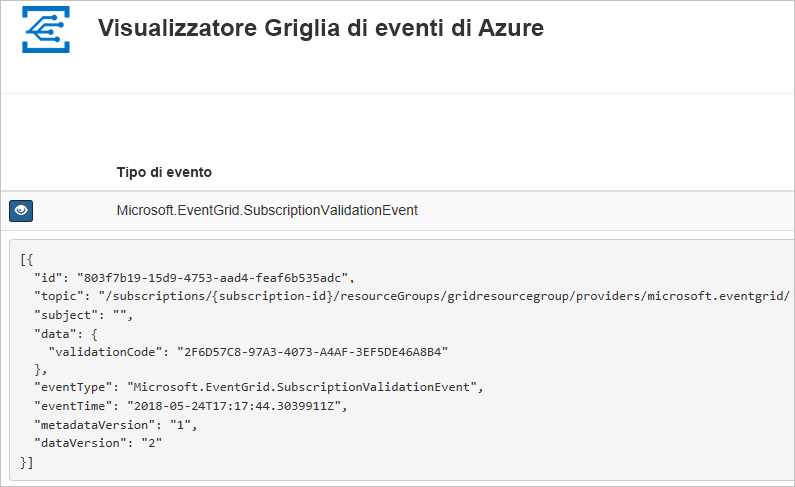 Visualizzatore Griglia di eventi di Azure
Tipo di evento
Microsoft.EventGrid.SubscriptionValidationEvent
[{
  "id": "803f7b19-15d9-4753-aad4-feaf6b535adc",
  "topic": "/subscriptions/{subscription-id}/resourceGroups/gridresourcegroup/providers/microsoft.eventgrid/
  "subject": "",
  "data": {
    "validationCode": "2F6D57C8-97A3-4073-A4AF-3EF5DE46A8B4"
  },
  "eventType": "Microsoft.EventGrid.SubscriptionValidationEvent",
  "eventTime": "2018-05-24T17:17:44.3039911Z",
  "metadataVersion": "1",
  "dataVersion": "2"
}]